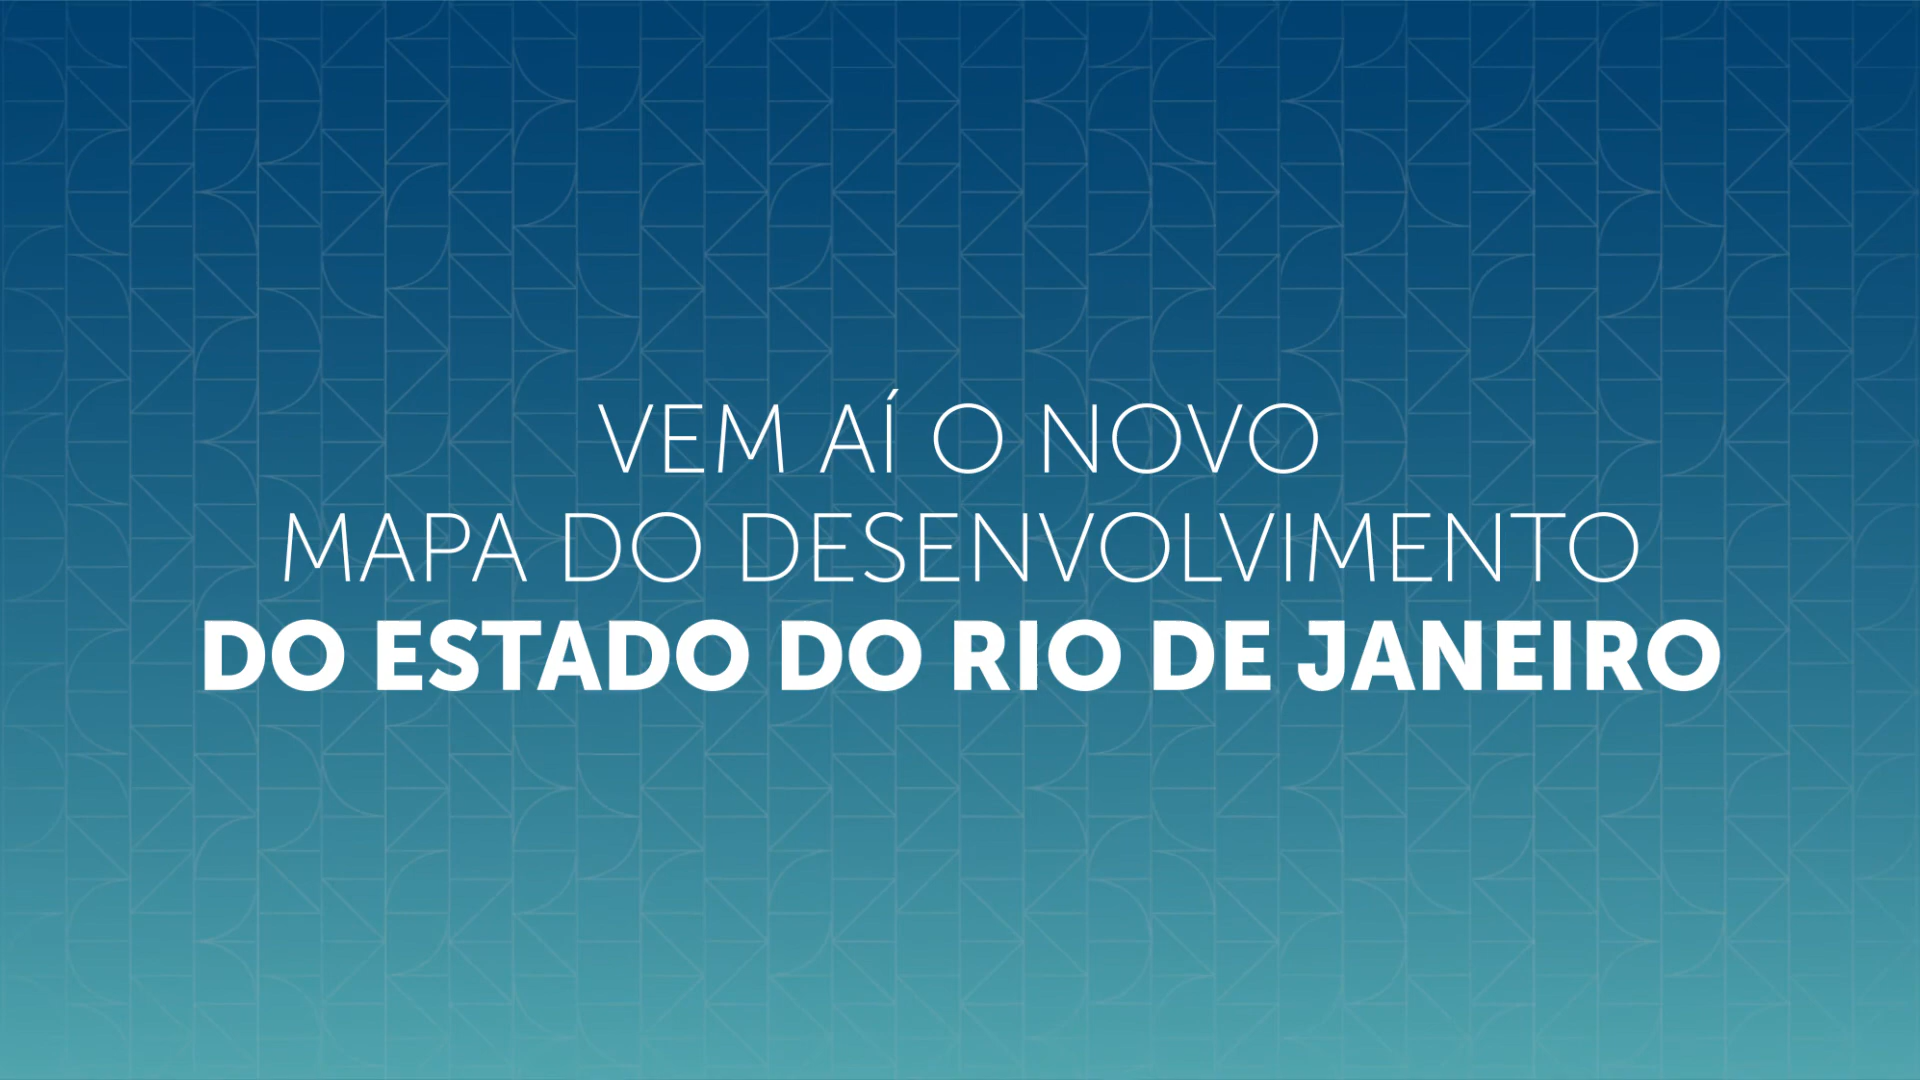 VEM AÍ O NOVO
MAPA DO DESENVOLVIMENTO
DO ESTADO DO RIO DE JANEIRO